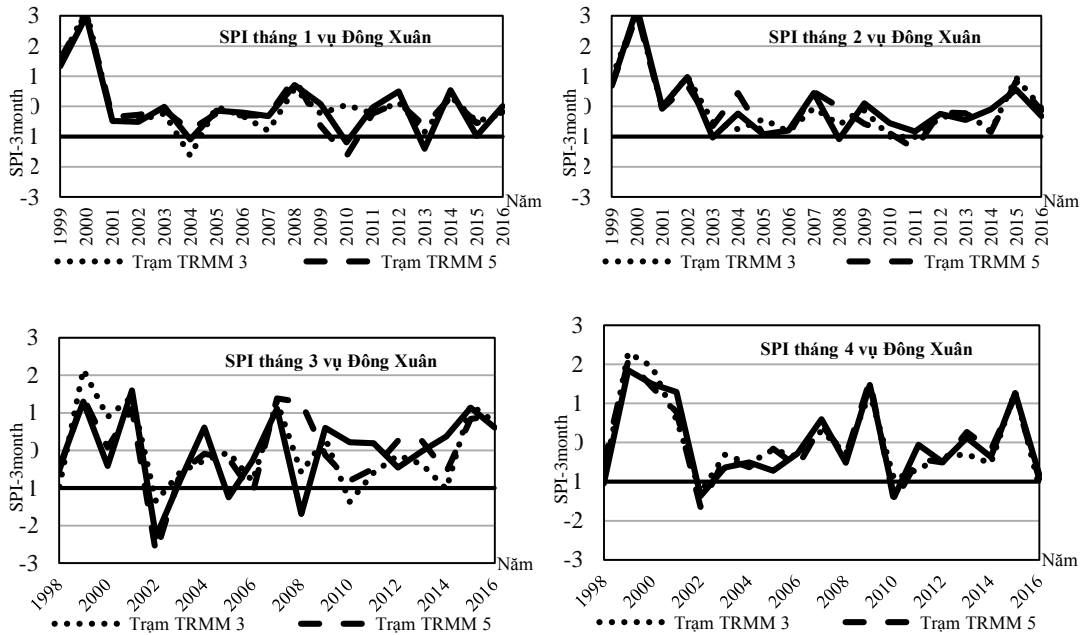 SPI tháng 1 vụ Đông Xuân
SPI-3month
3
2
1
0
1
2
-3
Năm
1999 2000 2001 2002 2003 2004 2005 2006 2007 2008 2009 2010 2011 2012 2013 2014 2015 2016
Trạm TRMM 3 Trạm TRMM 5
SPI tháng 2 vụ Đông Xuân
SPI-3month
3
2
1
0
1
2
-3
Năm
1999 2000 2001 2002 2003 2004 2005 2006 2007 2008 2009 2010 2011 2012 2013 2014 2015 2016
Trạm TRMM 3 Trạm TRMM 5
SPI tháng 3 vụ Đông Xuân
SPI-3month
3
2
1
0
1
-2
-3
Năm
1998 2000 2002 2004 2006 2008 2010 2012 2014 2016
Trạm TRMM 3 Trạm TRMM 5
SPI tháng 4 vụ Đông Xuân
SPI-3month
3
2
1
0
1
-2
-3
Năm
1998 2000 2002 2004 2006 2008 2010 2012 2014 2016
Trạm TRMM 3 Trạm TRMM 5